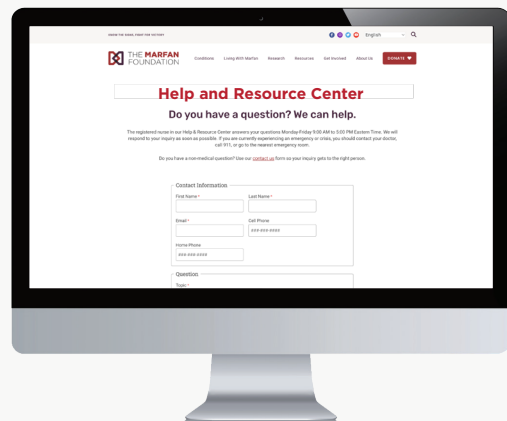 KNOW THE SIGNS. FIGHT FOR VICTORY.
English
THE MARFAN
FOUNDATION
Conditions
Living With Marfan
Research
Resources
Get Involved
About Us
DONATE
Help and Resource Center
Do you have a question? We can help.
The registered nurse in our Help & Resource Center answers your questions Monday-Friday 9:00 AM to 5:00 PM Eastern Time. We will
respond to your inquiry as soon as possible. If you are currently experiencing an emergency or crisis, you should contact your doctor,
call 911, or go to the nearest emergency room.
Do you have a non-medical question? Use our contact us form so your inquiry gets to the right person.
Contact Information
First Name *
Last Name *
Email *
Cell Phone
###-###-####
Home Phone
###-###-####
Question
Topic *